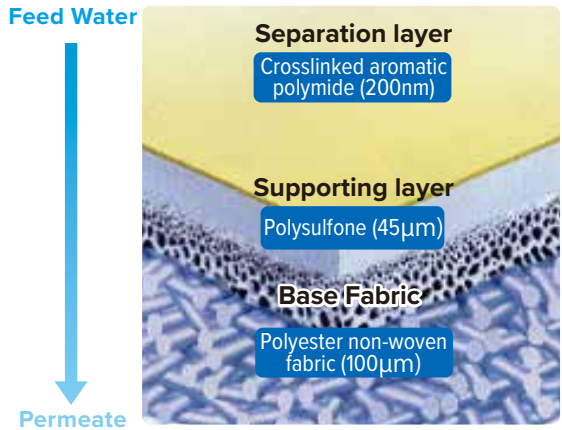 Feed Water
Separation layer
Crosslinked aromatic
polymide (200nm)
Supporting layer
Polysulfone (45μm)
Base Fabric
Polyester non-woven
fabric (100μm)
Permeate